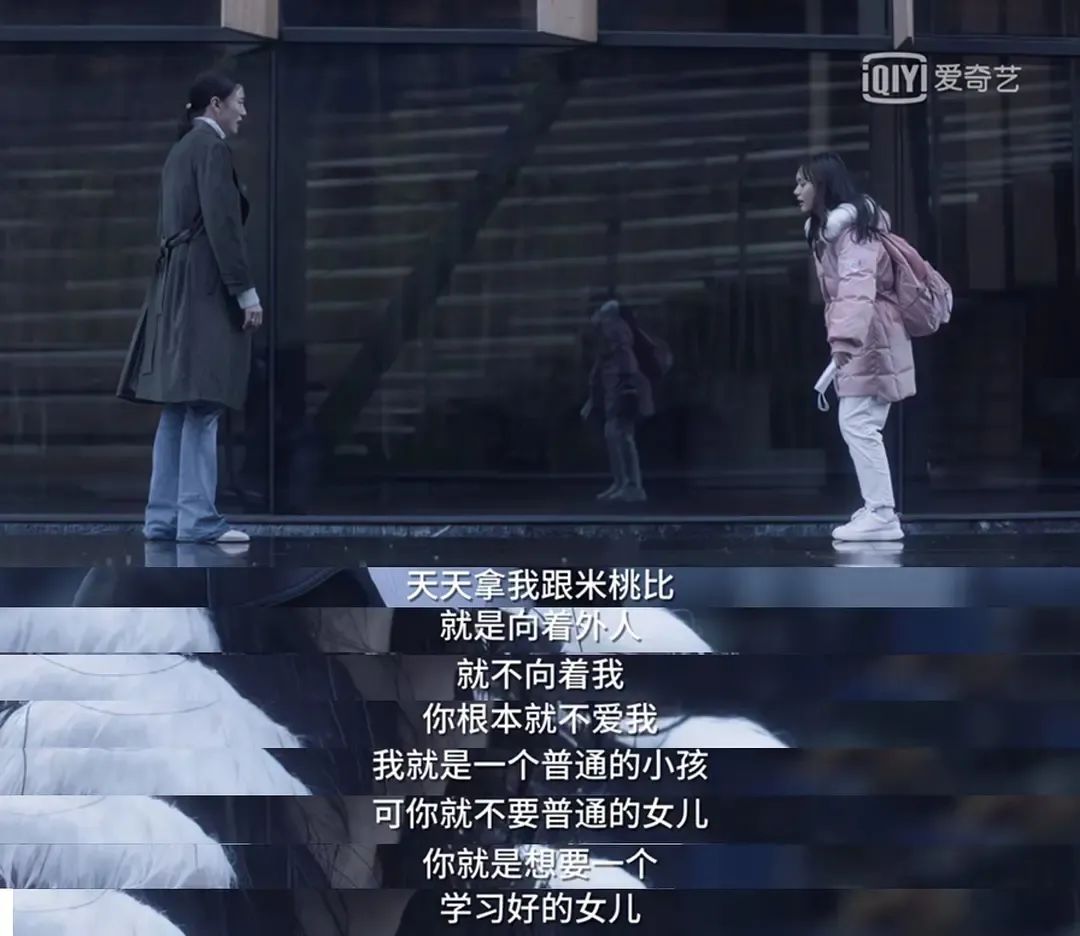 iQIYI 爱奇艺
天天拿我跟米桃比
就是向着外人
就不向着我
你根本就不爱我
我就是一个普通的小孩
可你就不要普通的女儿
你就是想要一个
学习好的女儿